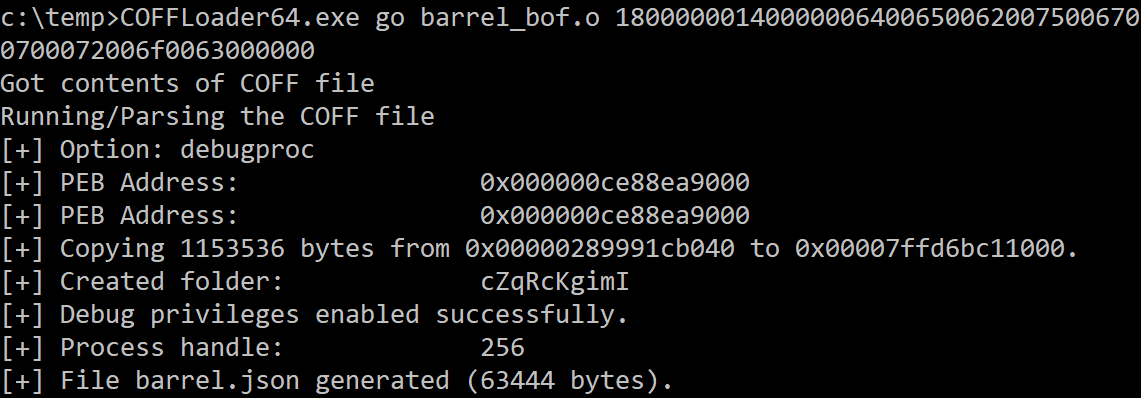 c:\temp>COFFLoader64.exe go barrel_bof.o 18000000140000006400650062007500670
0700072006f0063000000
Got contents of COFF file
Running/Parsing the COFF file
[+] Option: debugproc
[+] PEB Address: 0x000000ce88ea9000
[+] PEB Address: 0x000000ce88ea9000
[+] Copying 1153536 bytes from 0x00000289991cb040 to 0x00007ffd6bc11000.
[+] Created folder: cZqRcKgimI
[+] Debug privileges enabled successfully.
[+] Process handle: 256
[+] File barrel.json generated (63444 bytes).